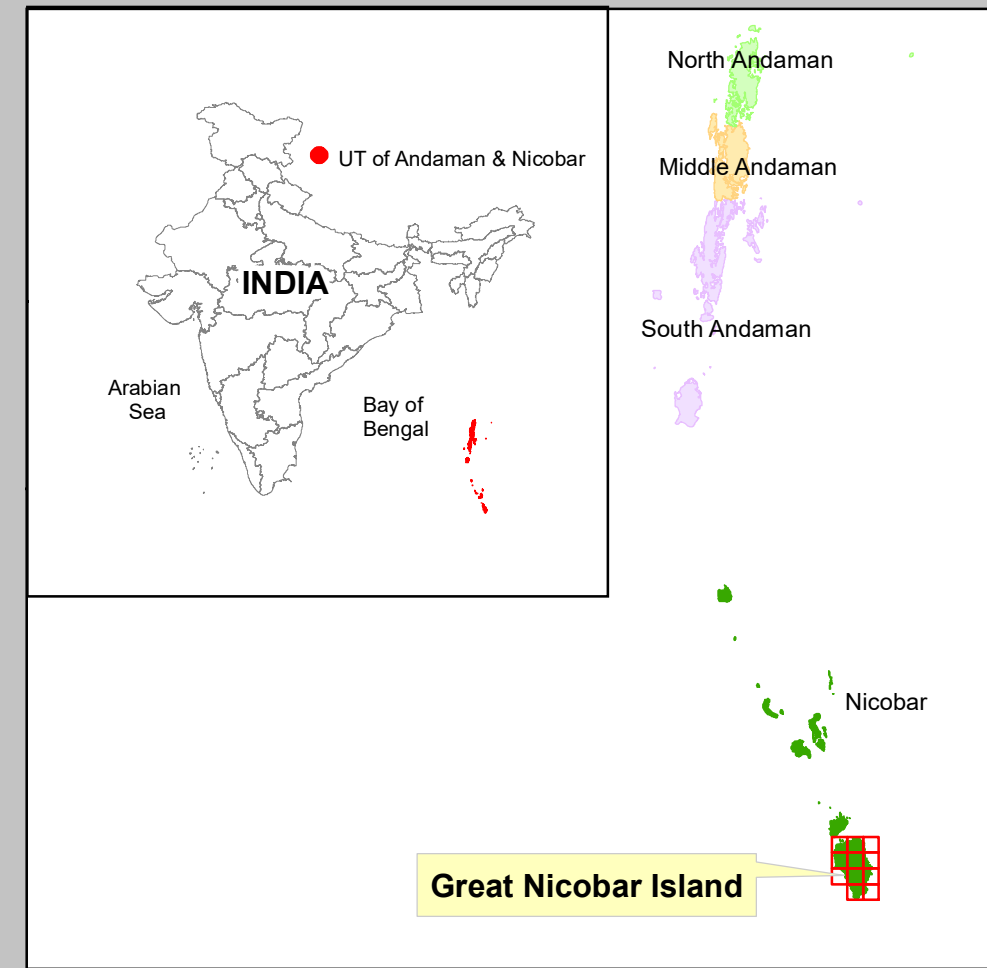 UT of Andaman & Nicobar
INDIA
Arabian
Sea
Bay of
Bengal
North Andaman
Middle Andaman
South Andaman
Nicobar
Great Nicobar Island